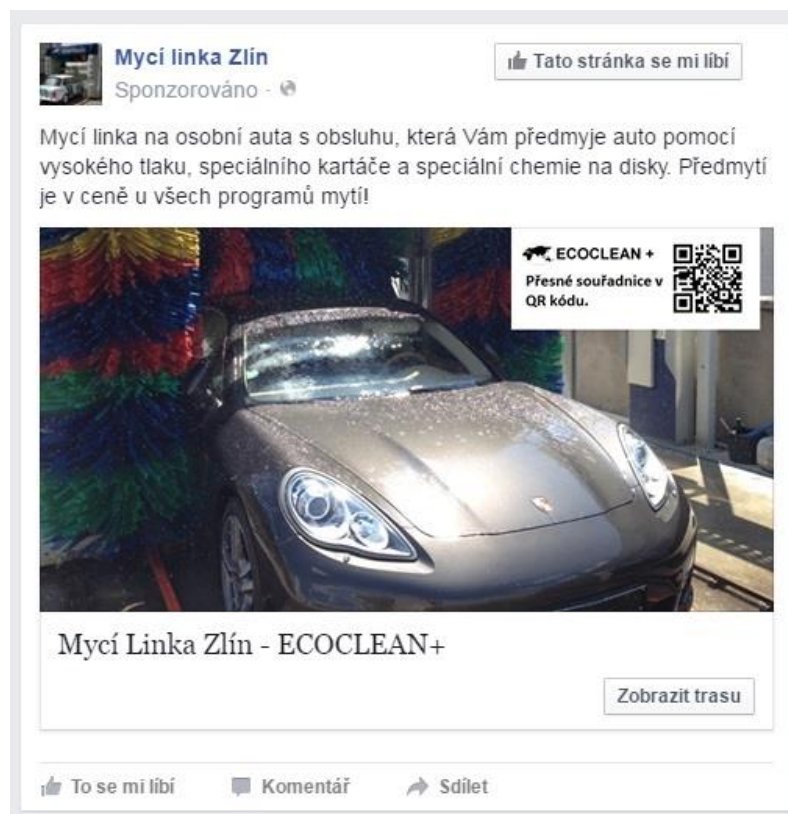 Mycí linka Zlín
Tato stránka se mi líbí
Sponzorováno ·
Mycí linka na osobní auta s obsluhu, která Vám předmyje auto pomocí
vysokého tlaku, speciálního kartáče a speciální chemie na disky. Předmytí
je v ceně u všech programů mytí!
ECOCLEAN +
Přesné souřadnice v
QR kódu.
Mycí Linka Zlín - ECOCLEAN+
Zobrazit trasu
To se mi líbí
Komentář
Sdílet